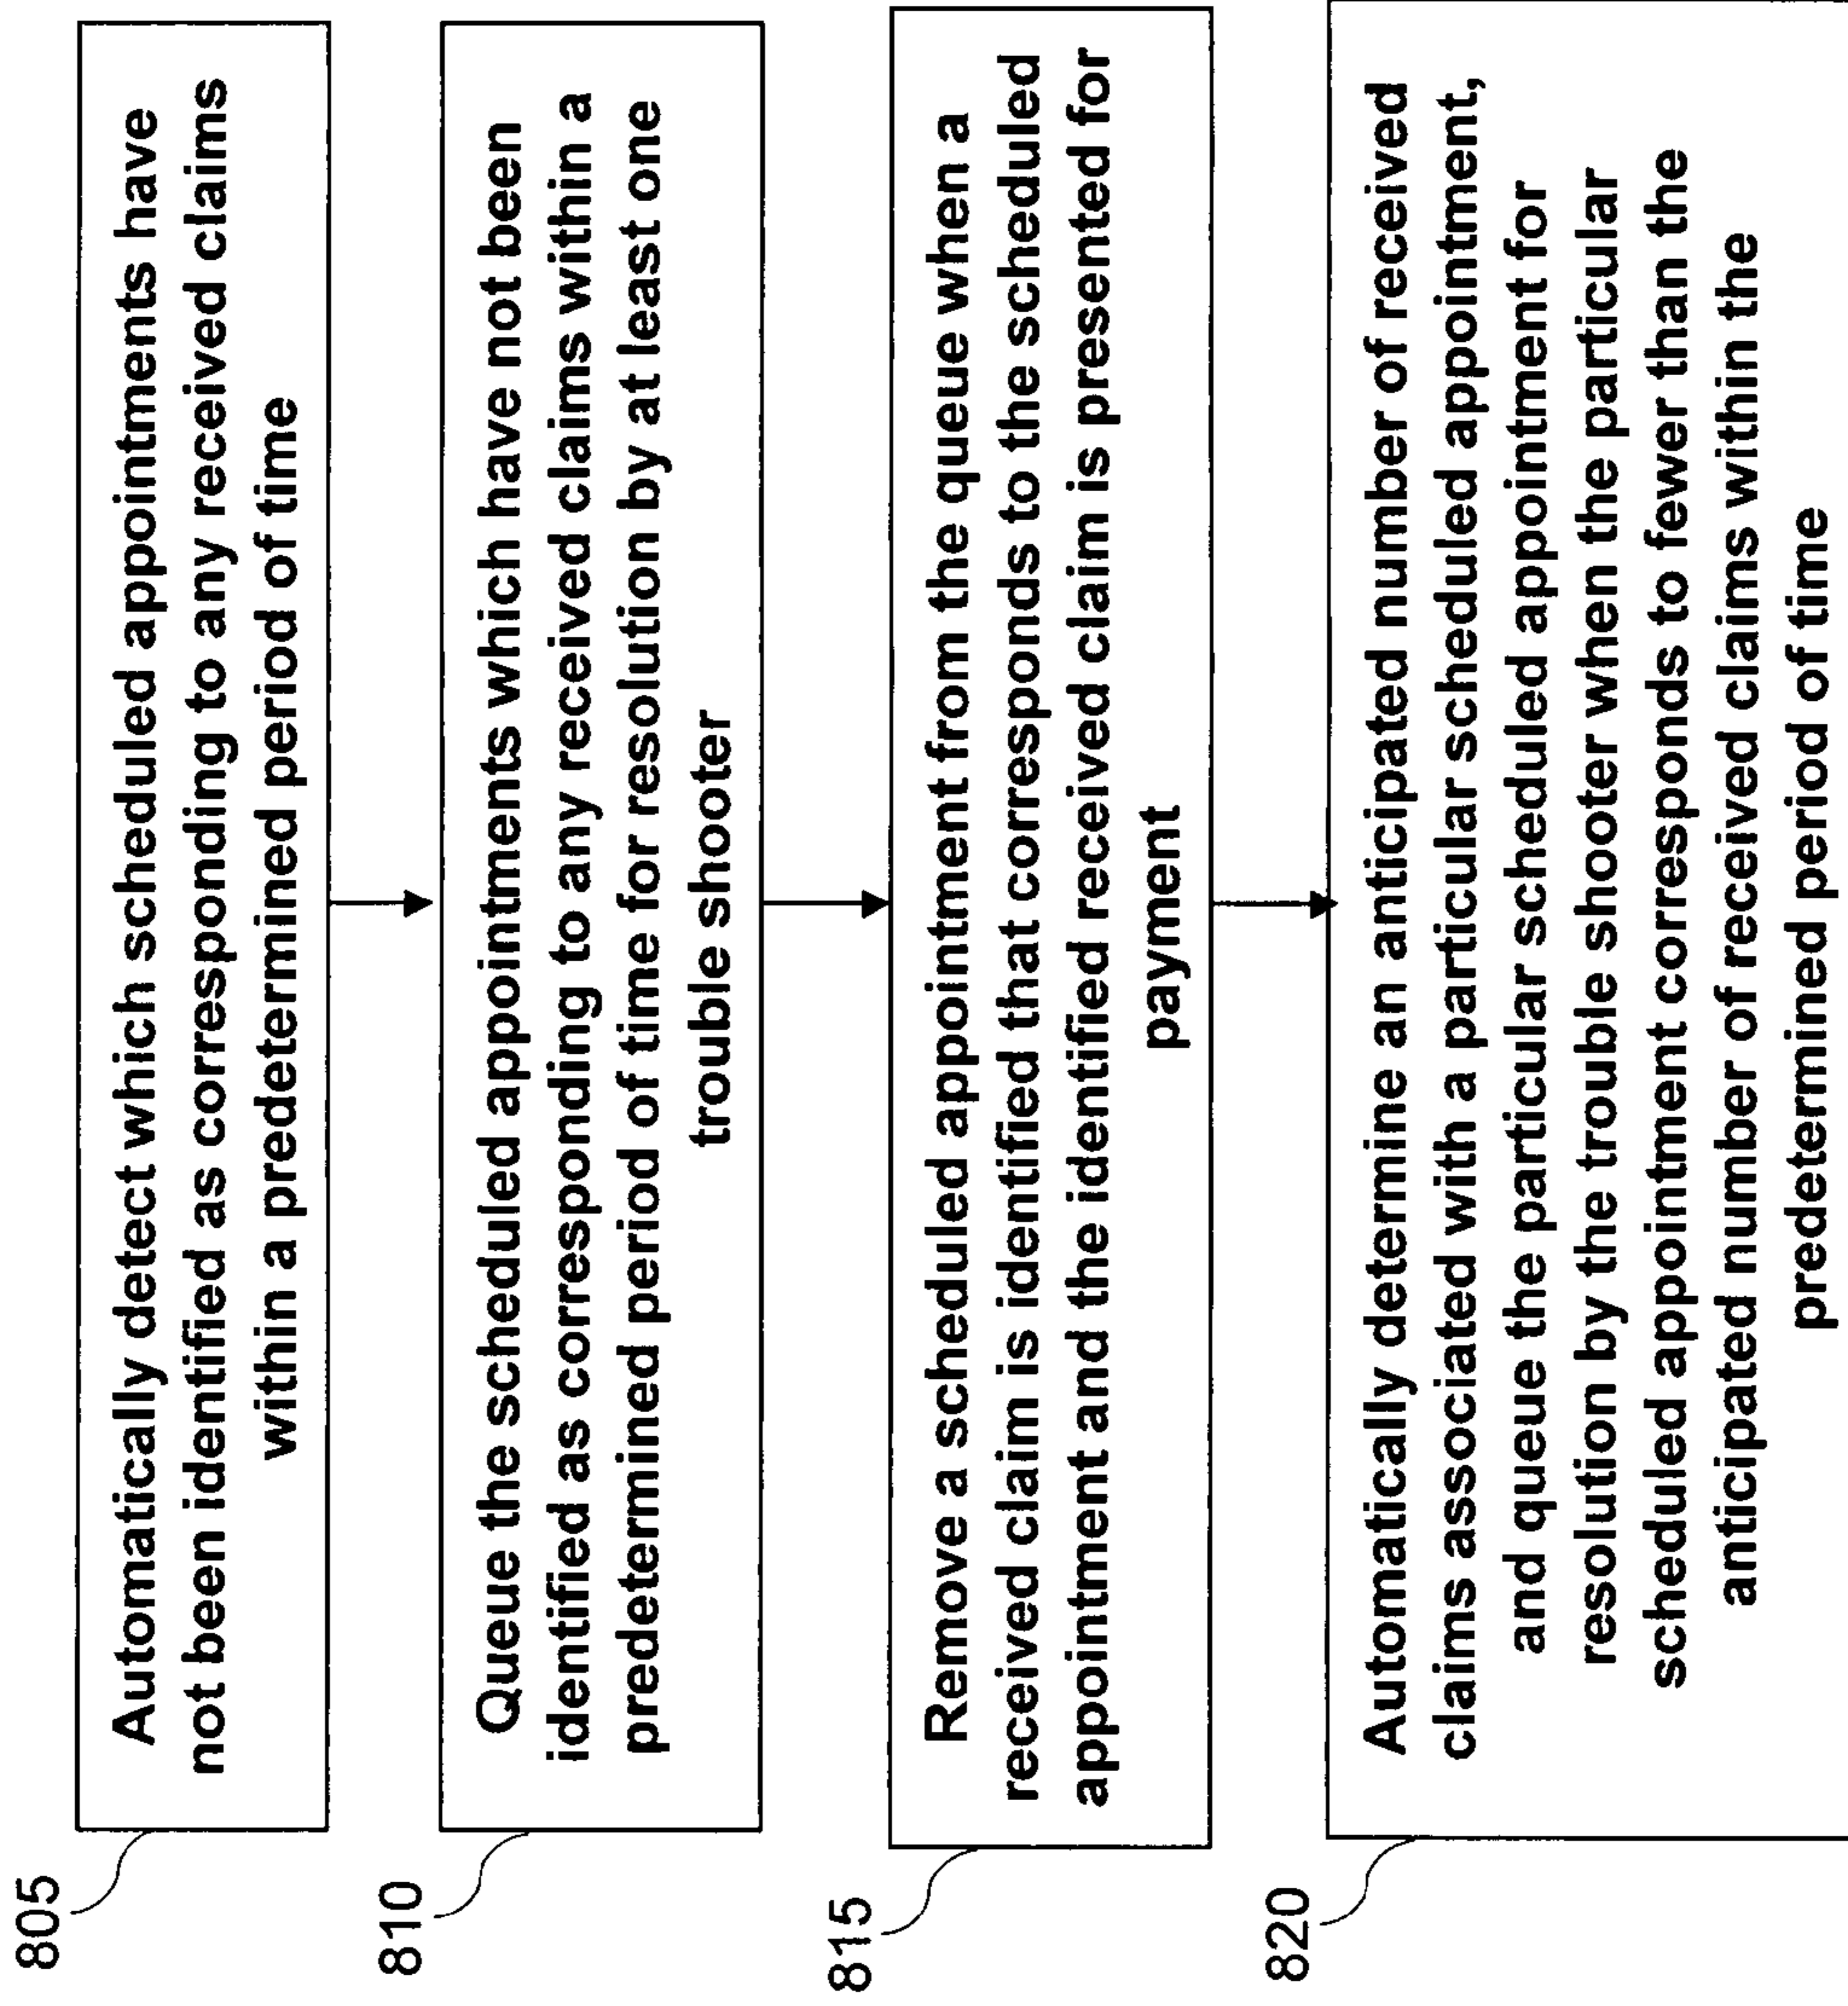 805
Automatically detect which scheduled appointments have
not been identified as corresponding to any received claims
within a predetermined period of time
810
Queue the scheduled appointments which have not been
identified as corresponding to any received claims within a
predetermined period of time for resolution by at least one
trouble shooter
815
Remove a scheduled appointment from the queue when a
received claim is identified that corresponds to the scheduled
appointment and the identified received claim is presented for
payment
820
Automatically determine an anticipated number of received
claims associated with a particular scheduled appointment,
and queue the particular scheduled appointment for
resolution by the trouble shooter when the particular
scheduled appointment corresponds to fewer than the
anticipated number of received claims within the
predetermined period of time